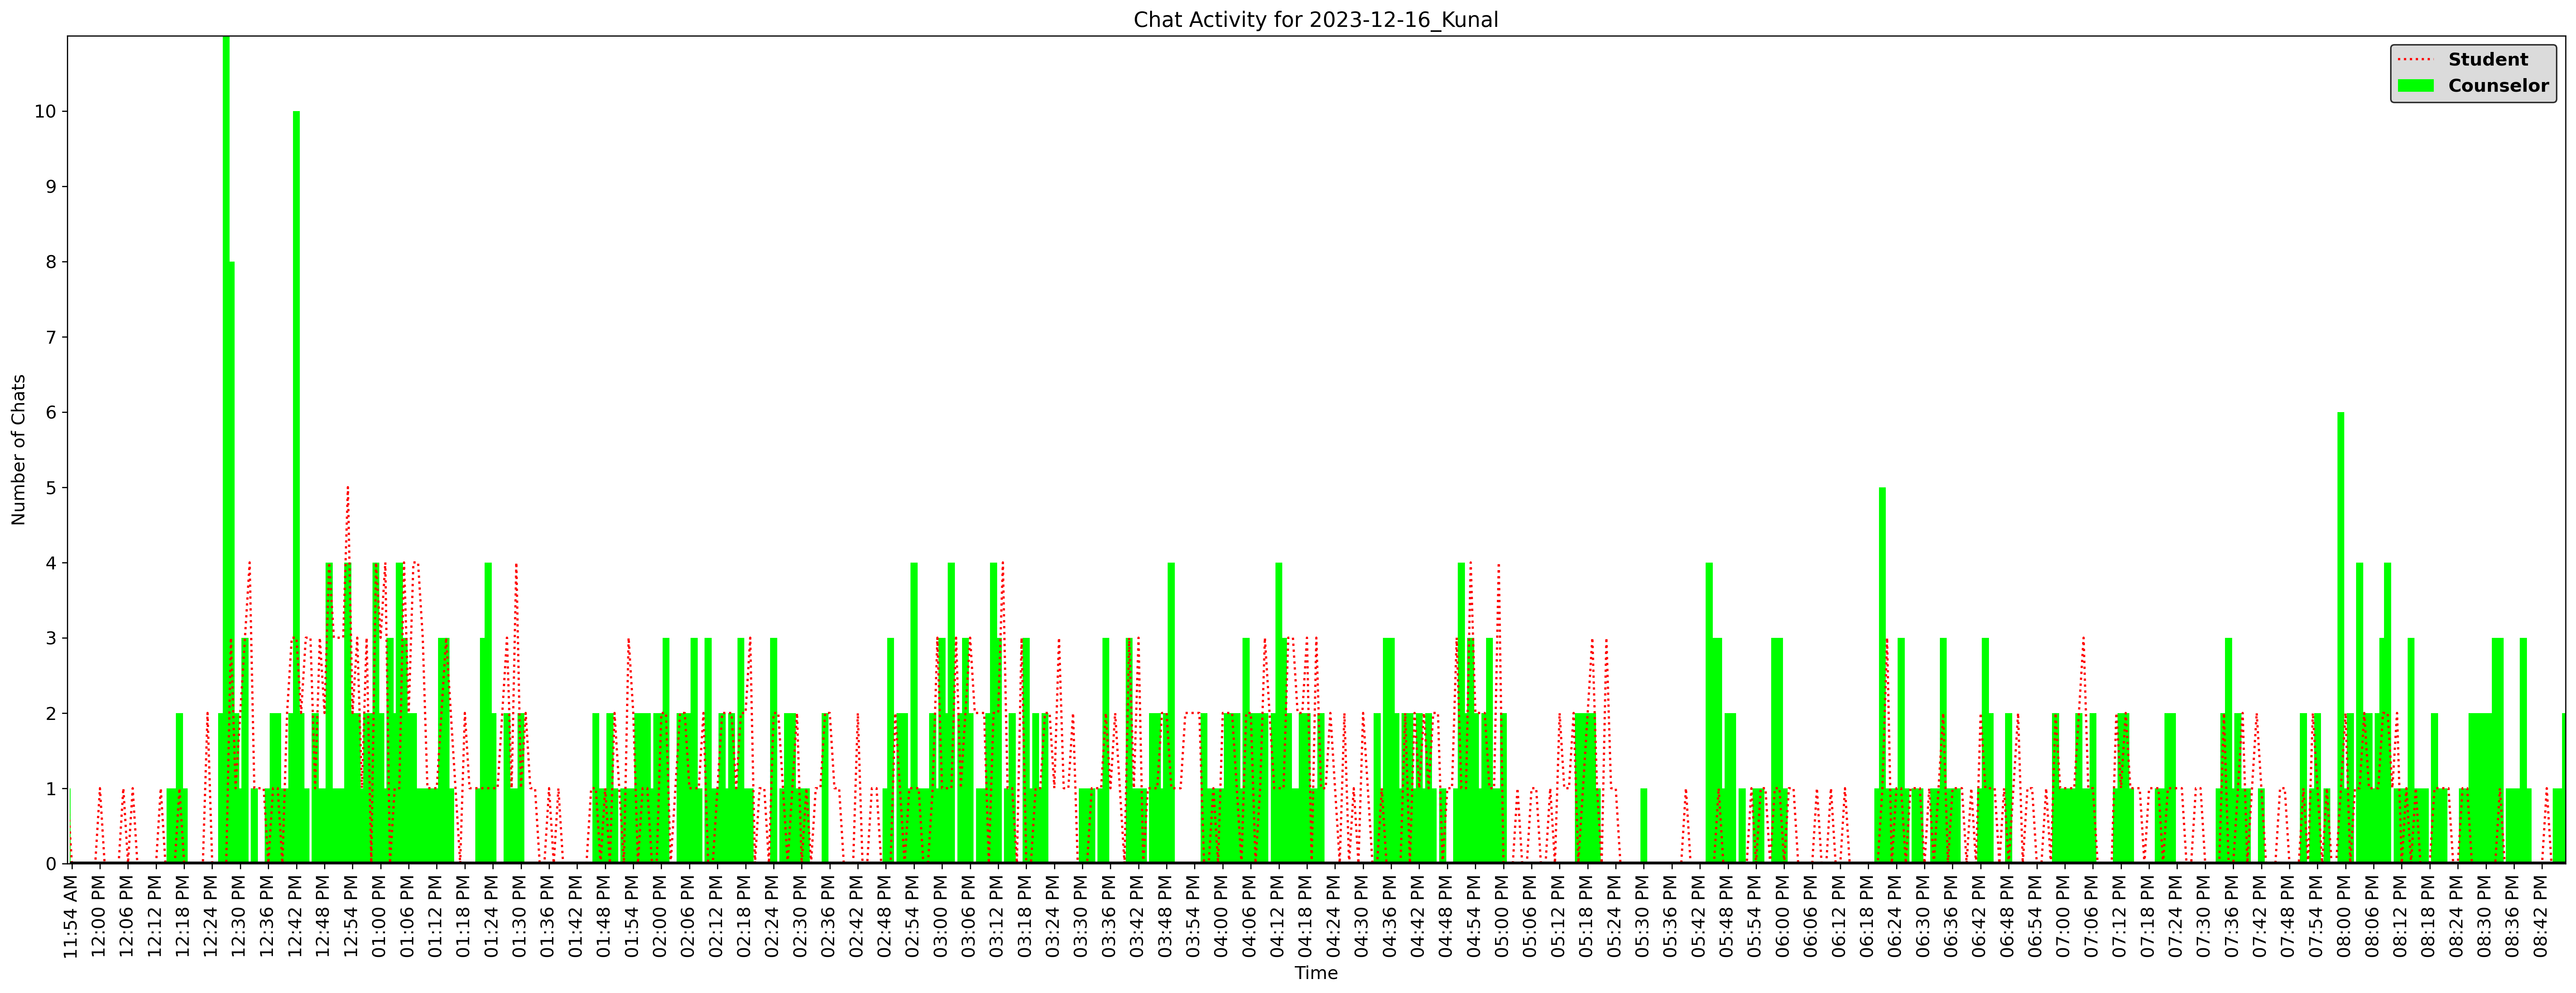 Chat Activity for 2023-12-16_Kunal
Student
Counselor
Number of Chats
10
9
8
7
6
5
4
3
2
1
0
11:54 AM
12:00 PM
12:06 PM
12:12 PM
12:18 PM
12:24 PM
12:30 PM
12:36 PM
12:42 PM
12:48 PM
12:54 PM
01:00 PM
01:06 PM
01:12 PM
01:18 PM
01:24 PM
01:30 PM
01:36 PM
01:42 PM
01:48 PM
01:54 PM
02:00 PM
02:06 PM
02:12 PM
02:18 PM
02:24 PM
02:30 PM
02:36 PM
02:42 PM
02:48 PM
02:54 PM
03:00 PM
03:06 PM
03:12 PM
03:18 PM
03:24 PM
03:30 PM
03:36 PM
03:42 PM
03:48 PM
03:54 PM
04:00 PM
04:06 PM
04:12 PM
04:18 PM
04:24 PM
04:30 PM
04:36 PM
04:42 PM
04:48 PM
04:54 PM
05:00 PM
05:06 PM
05:12 PM
05:18 PM
05:24 PM
05:30 PM
05:36 PM
05:42 PM
05:48 PM
05:54 PM
06:00 PM
06:06 PM
06:12 PM
06:18 PM
06:24 PM
06:30 PM
06:36 PM
06:42 PM
06:48 PM
06:54 PM
07:00 PM
07:06 PM
07:12 PM
07:18 PM
07:24 PM
07:30 PM
07:36 PM
07:42 PM
07:48 PM
07:54 PM
08:00 PM
08:06 PM
08:12 PM
08:18 PM
08:24 PM
08:30 PM
08:36 PM
08:42 PM
Time